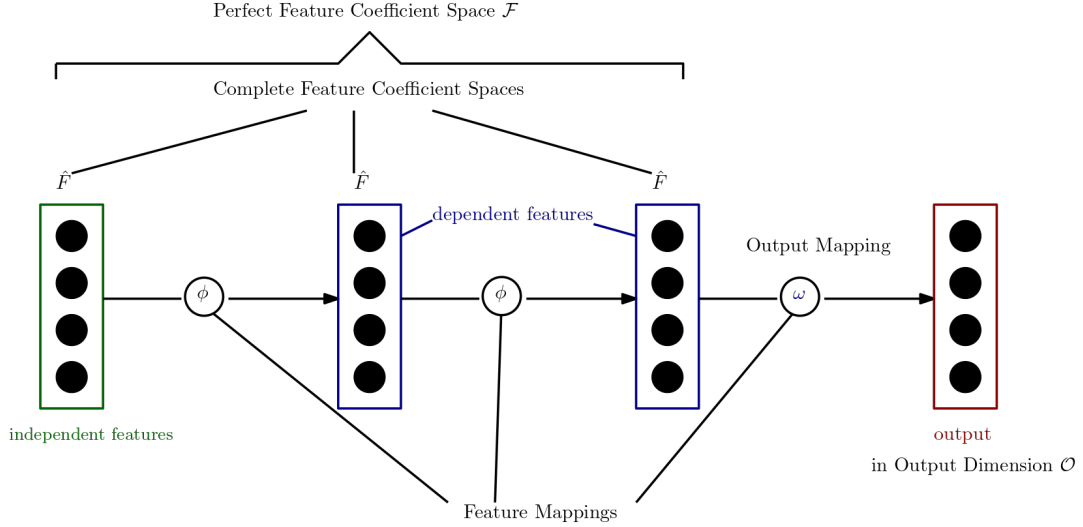 Perfect Feature Coefficient Space ℱ
Complete Feature Coefficient Spaces
F̂ F̂ F̂
dependent features
Output Mapping
ϕ ϕ ω
independent features
output
in Output Dimension 𝒪
Feature Mappings